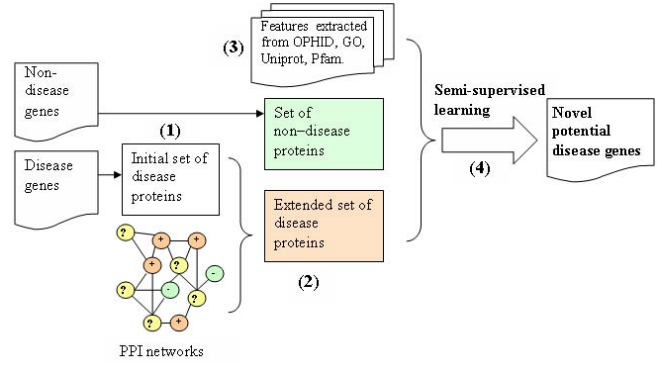 (3)
Features extracted
from OPHID, GO,
Uniprot, Pfam.
Non-
disease
genes
(1)
Set of
non–disease
proteins
Semi-supervised
learning
(4)
Novel
potential
disease genes
Disease
genes
Initial set of
disease
proteins
Extended set of
disease
proteins
(2)
?
+
+
+
?
-
?
-
?
?
+
PPI networks